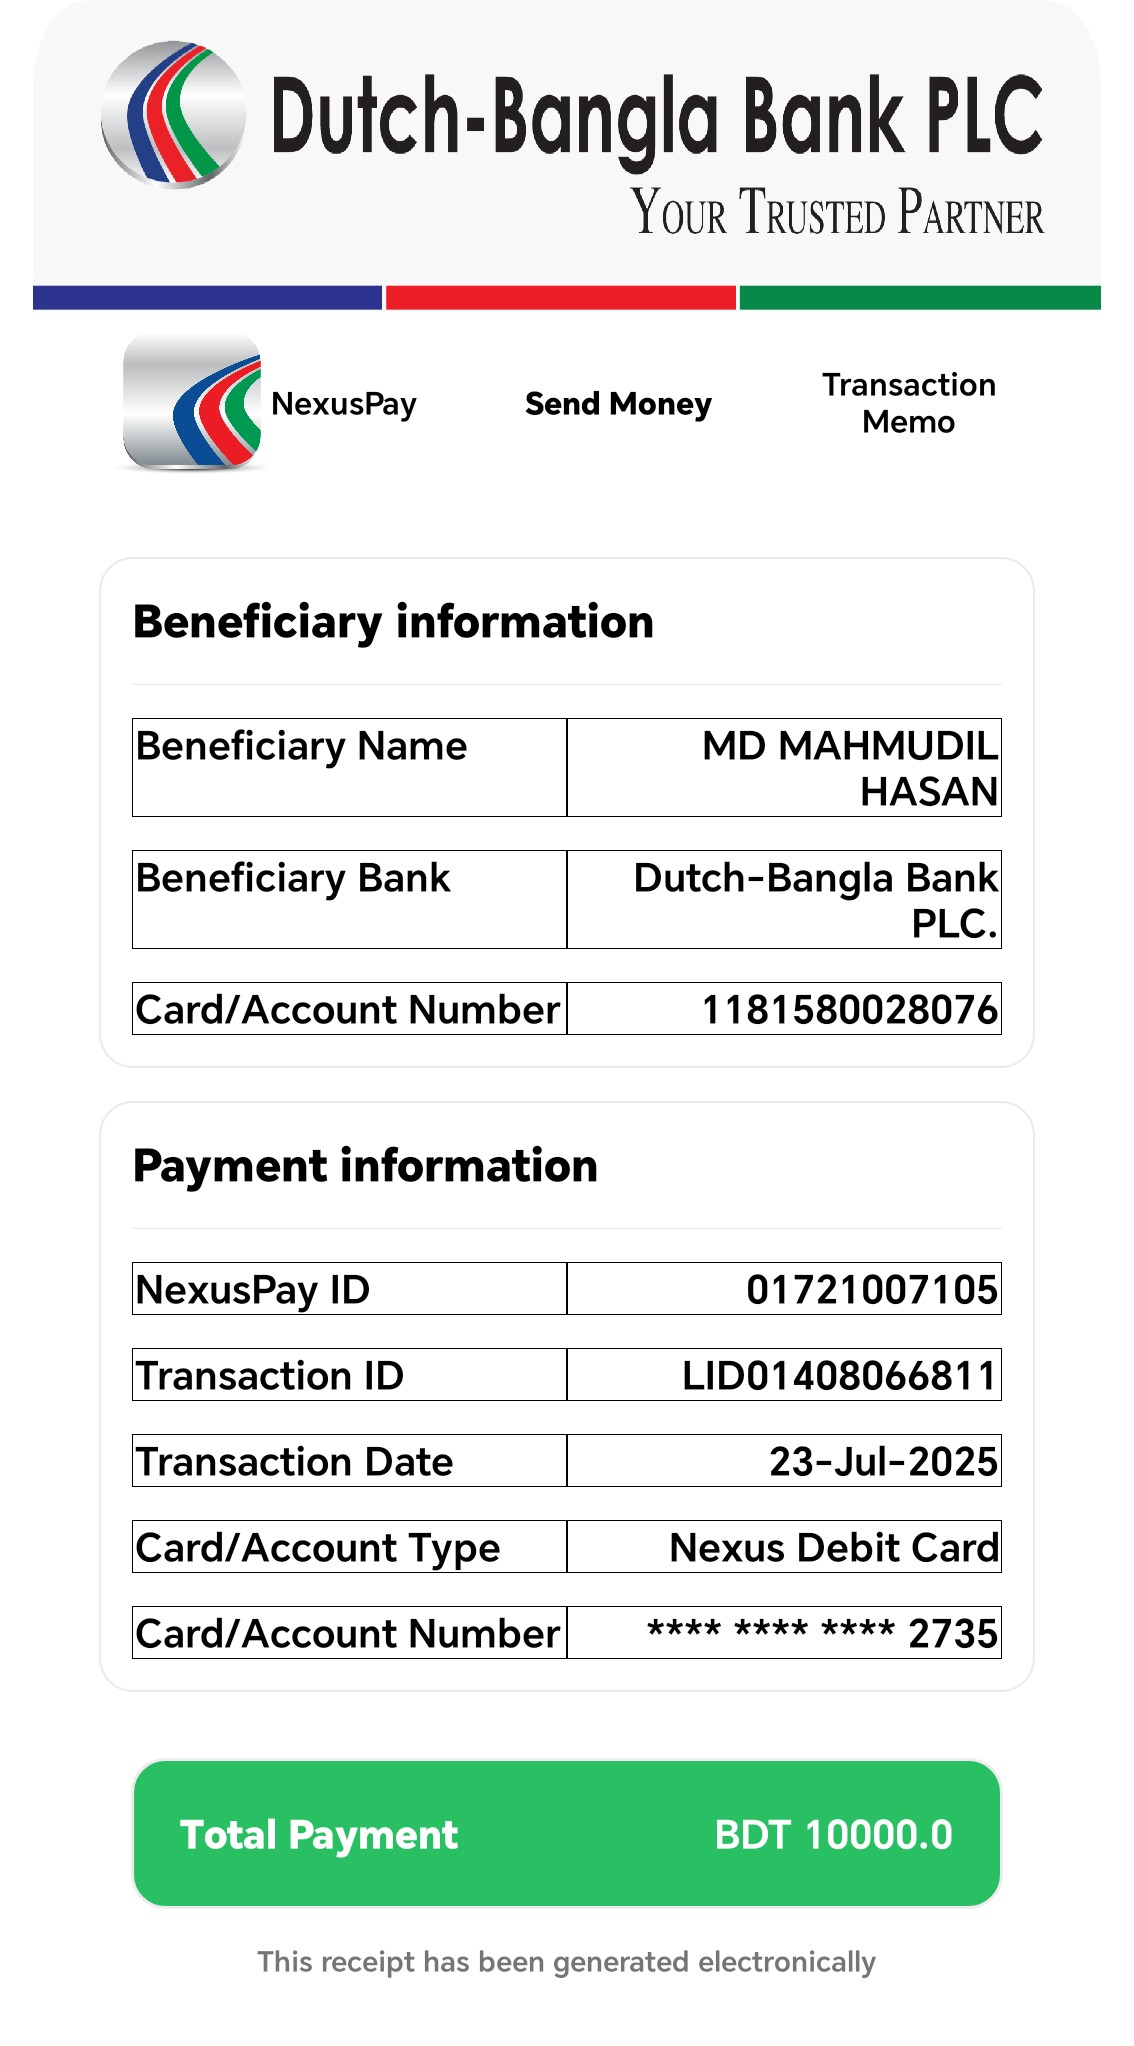 Dutch-Bangla Bank PLC
YOUR TRUSTED PARTNER
NexusPay
Send Money
Transaction
Memo
Beneficiary information
Beneficiary Name
MD MAHMUDIL
HASAN
Beneficiary Bank
Dutch-Bangla Bank
PLC.
Card/Account Number
1181580028076
Payment information
NexusPay ID
01721007105
Transaction ID
LID01408066811
Transaction Date
23-Jul-2025
Card/Account Type
Nexus Debit Card
Card/Account Number
**** **** **** 2735
Total Payment
BDT 10000.0
This receipt has been generated electronically